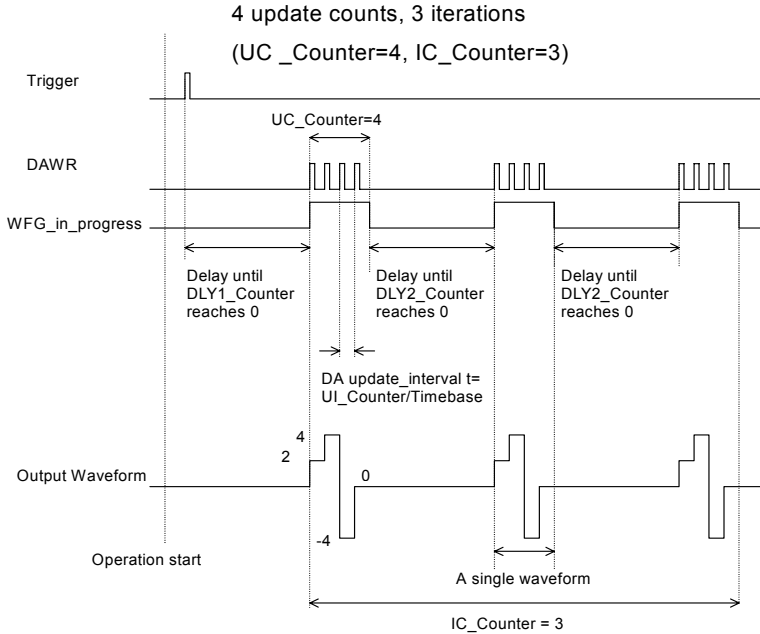 4 update counts, 3 iterations
(UC _Counter=4, IC_Counter=3)
Trigger
UC_Counter=4
DAWR
WFG_in_progress
Delay until
DLY1_Counter
reaches 0
Delay until
DLY2_Counter
reaches 0
Delay until
DLY2_Counter
reaches 0
DA update_interval t=
UI_Counter/Timebase
4
2
Output Waveform
0
-4
Operation start
A single waveform
IC_Counter = 3